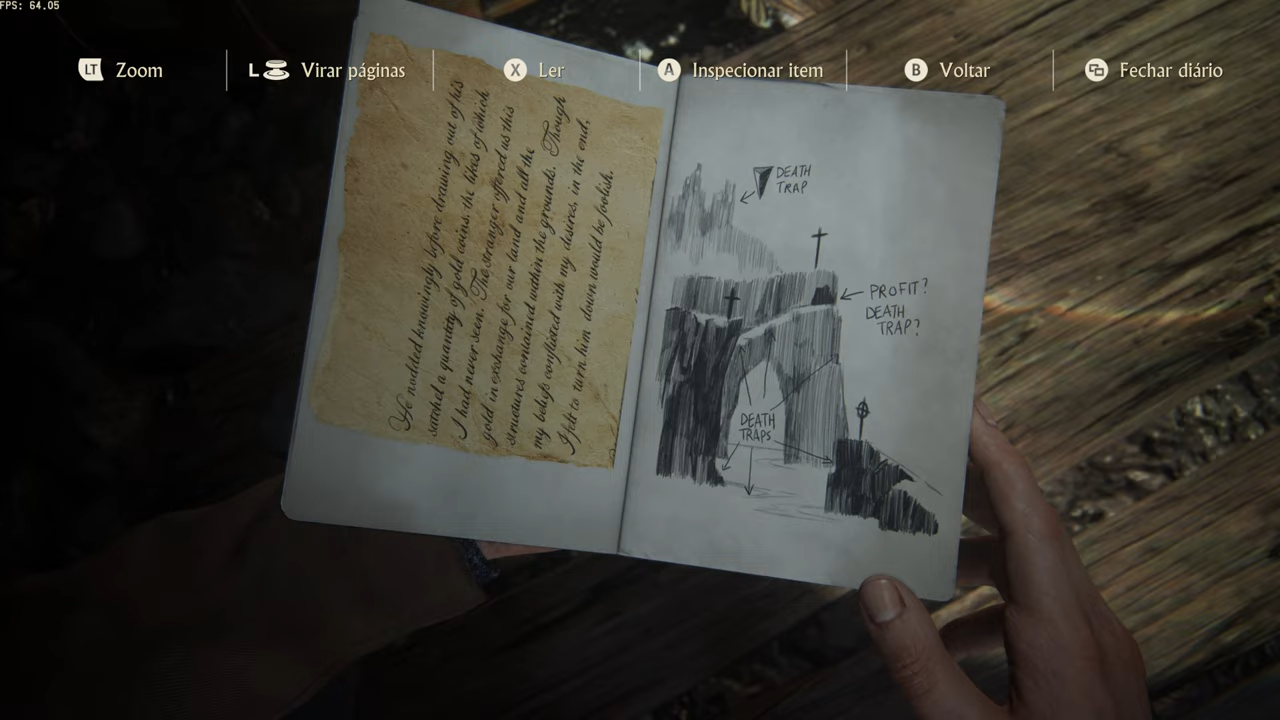 FPS: 64.05
LT Zoom
L Virar páginas
X Ler
A Inspecionar item
B Voltar
Fechar diário
He nodded knowingly before drawing out of his
satchel a quantity of gold coins, the likes of which
I had never seen. The stranger offered us this
gold in exchange for our land and all the
structures contained within the grounds. Though
my beliefs conflicted with my desires, in the end,
I felt to turn him down would be foolish.
DEATH
TRAP
PROFIT?
DEATH
TRAP?
DEATH
TRAPS